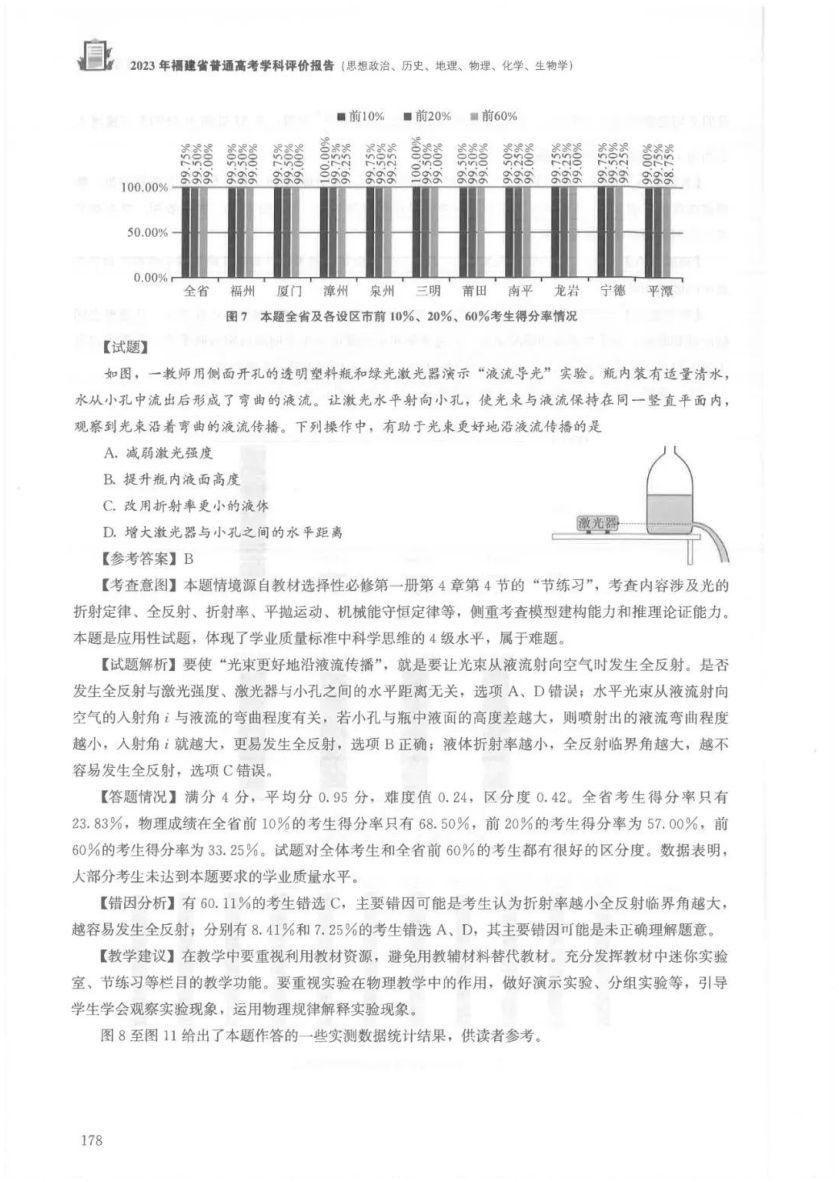 2023 年福建省普通高考学科评价报告（思想政治、历史、地理、物理、化学、生物学）
■前10% ■前20% ■前60%
99.75% 99.50% 99.00% 99.50% 99.50% 99.00% 99.75% 99.50% 99.00% 100.00% 99.75% 99.25% 99.75% 99.50% 99.25% 100.00% 99.50% 99.00% 99.50% 99.50% 99.00% 99.50% 99.25% 99.00% 99.75% 99.25% 99.00% 99.75% 99.50% 99.25% 99.00% 99.75% 98.75%
100.00%
50.00%
0.00%
全省 福州 厦门 漳州 泉州 三明 莆田 南平 龙岩 宁德 平潭
图 7 本题全省及各设区市前 10%、20%、60%考生得分率情况
【试题】
如图，一教师用侧面开孔的透明塑料瓶和绿光激光器演示“液流导光”实验。瓶内装有适量清水，
水从小孔中流出后形成了弯曲的液流。让激光水平射向小孔，使光束与液流保持在同一竖直平面内，
观察到光束沿着弯曲的液流传播。下列操作中，有助于光束更好地沿液流传播的是
A. 减弱激光强度
B. 提升瓶内液面高度
C. 改用折射率更小的液体
D. 增大激光器与小孔之间的水平距离
激光器
【参考答案】B
【考查意图】本题情境源自教材选择性必修第一册第 4 章第 4 节的“节练习”，考查内容涉及光的
折射定律、全反射、折射率、平抛运动、机械能守恒定律等，侧重考查模型建构能力和推理论证能力。
本题是应用性试题，体现了学业质量标准中科学思维的 4 级水平，属于难题。
【试题解析】要使“光束更好地沿液流传播”，就是要让光束从液流射向空气时发生全反射。是否
发生全反射与激光强度、激光器与小孔之间的水平距离无关，选项 A、D 错误；水平光束从液流射向
空气的入射角 i 与液流的弯曲程度有关，若小孔与瓶中液面的高度差越大，则喷射出的液流弯曲程度
越小，入射角 i 就越大，更易发生全反射，选项 B 正确；液体折射率越小，全反射临界角越大，越不
容易发生全反射，选项 C 错误。
【答题情况】满分 4 分，平均分 0.95 分，难度值 0.24，区分度 0.42。全省考生得分率只有
23.83%，物理成绩在全省前 10%的考生得分率只有 68.50%，前 20%的考生得分率为 57.00%，前
60%的考生得分率为 33.25%。试题对全体考生和全省前 60%的考生都有很好的区分度。数据表明，
大部分考生未达到本题要求的学业质量水平。
【错因分析】有 60.11%的考生错选 C，主要错因可能是考生认为折射率越小全反射临界角越大，
越容易发生全反射；分别有 8.41%和 7.25%的考生错选 A、D，其主要错因可能是未正确理解题意。
【教学建议】在教学中要重视利用教材资源，避免用教辅材料替代教材。充分发挥教材中迷你实验
室、节练习等栏目的教学功能。要重视实验在物理教学中的作用，做好演示实验、分组实验等，引导
学生学会观察实验现象，运用物理规律解释实验现象。
图 8 至图 11 给出了本题作答的一些实测数据统计结果，供读者参考。
178